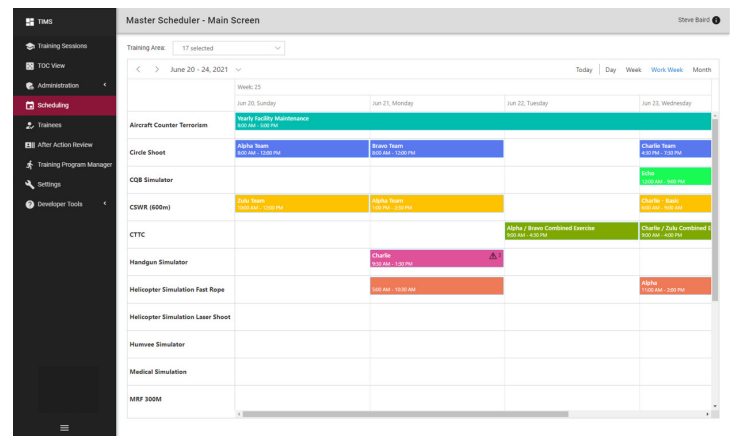 TIMS
Master Scheduler - Main Screen
Steve Baird
Training Sessions
TOC View
Administration
Scheduling
Trainees
After Action Review
Training Program Manager
Settings
Developer Tools
Training Area: 17 selected
June 20 - 24, 2021
Today Day Week Work Week Month
Week: 25
Jun 20, Sunday Jun 21, Monday Jun 22, Tuesday Jun 23, Wednesday
Aircraft Counter Terrorism
Yearly Facility Maintenance
8:00 AM - 5:00 PM
Circle Shoot
Alpha Team
8:00 AM - 12:00 PM
Bravo Team
8:00 AM - 12:00 PM
Charlie Team
4:30 PM - 7:30 PM
CQB Simulator
Echo
12:00 AM - 9:00 PM
CSWR (600m)
Zulu Team
10:00 AM - 12:00 PM
Alpha Team
1:00 PM - 2:30 PM
Charlie - Basic
6:00 AM - 9:00 AM
CTTC
Alpha / Bravo Combined Exercise
9:00 AM - 4:30 PM
Charlie / Zulu Combined E
9:00 AM - 4:00 PM
Handgun Simulator
Charlie
9:30 AM - 1:30 PM
Helicopter Simulation Fast Rope
5:00 AM - 10:30 AM
Alpha
11:00 AM - 2:00 PM
Helicopter Simulation Laser Shoot
Humvee Simulator
Medical Simulation
MRF 300M